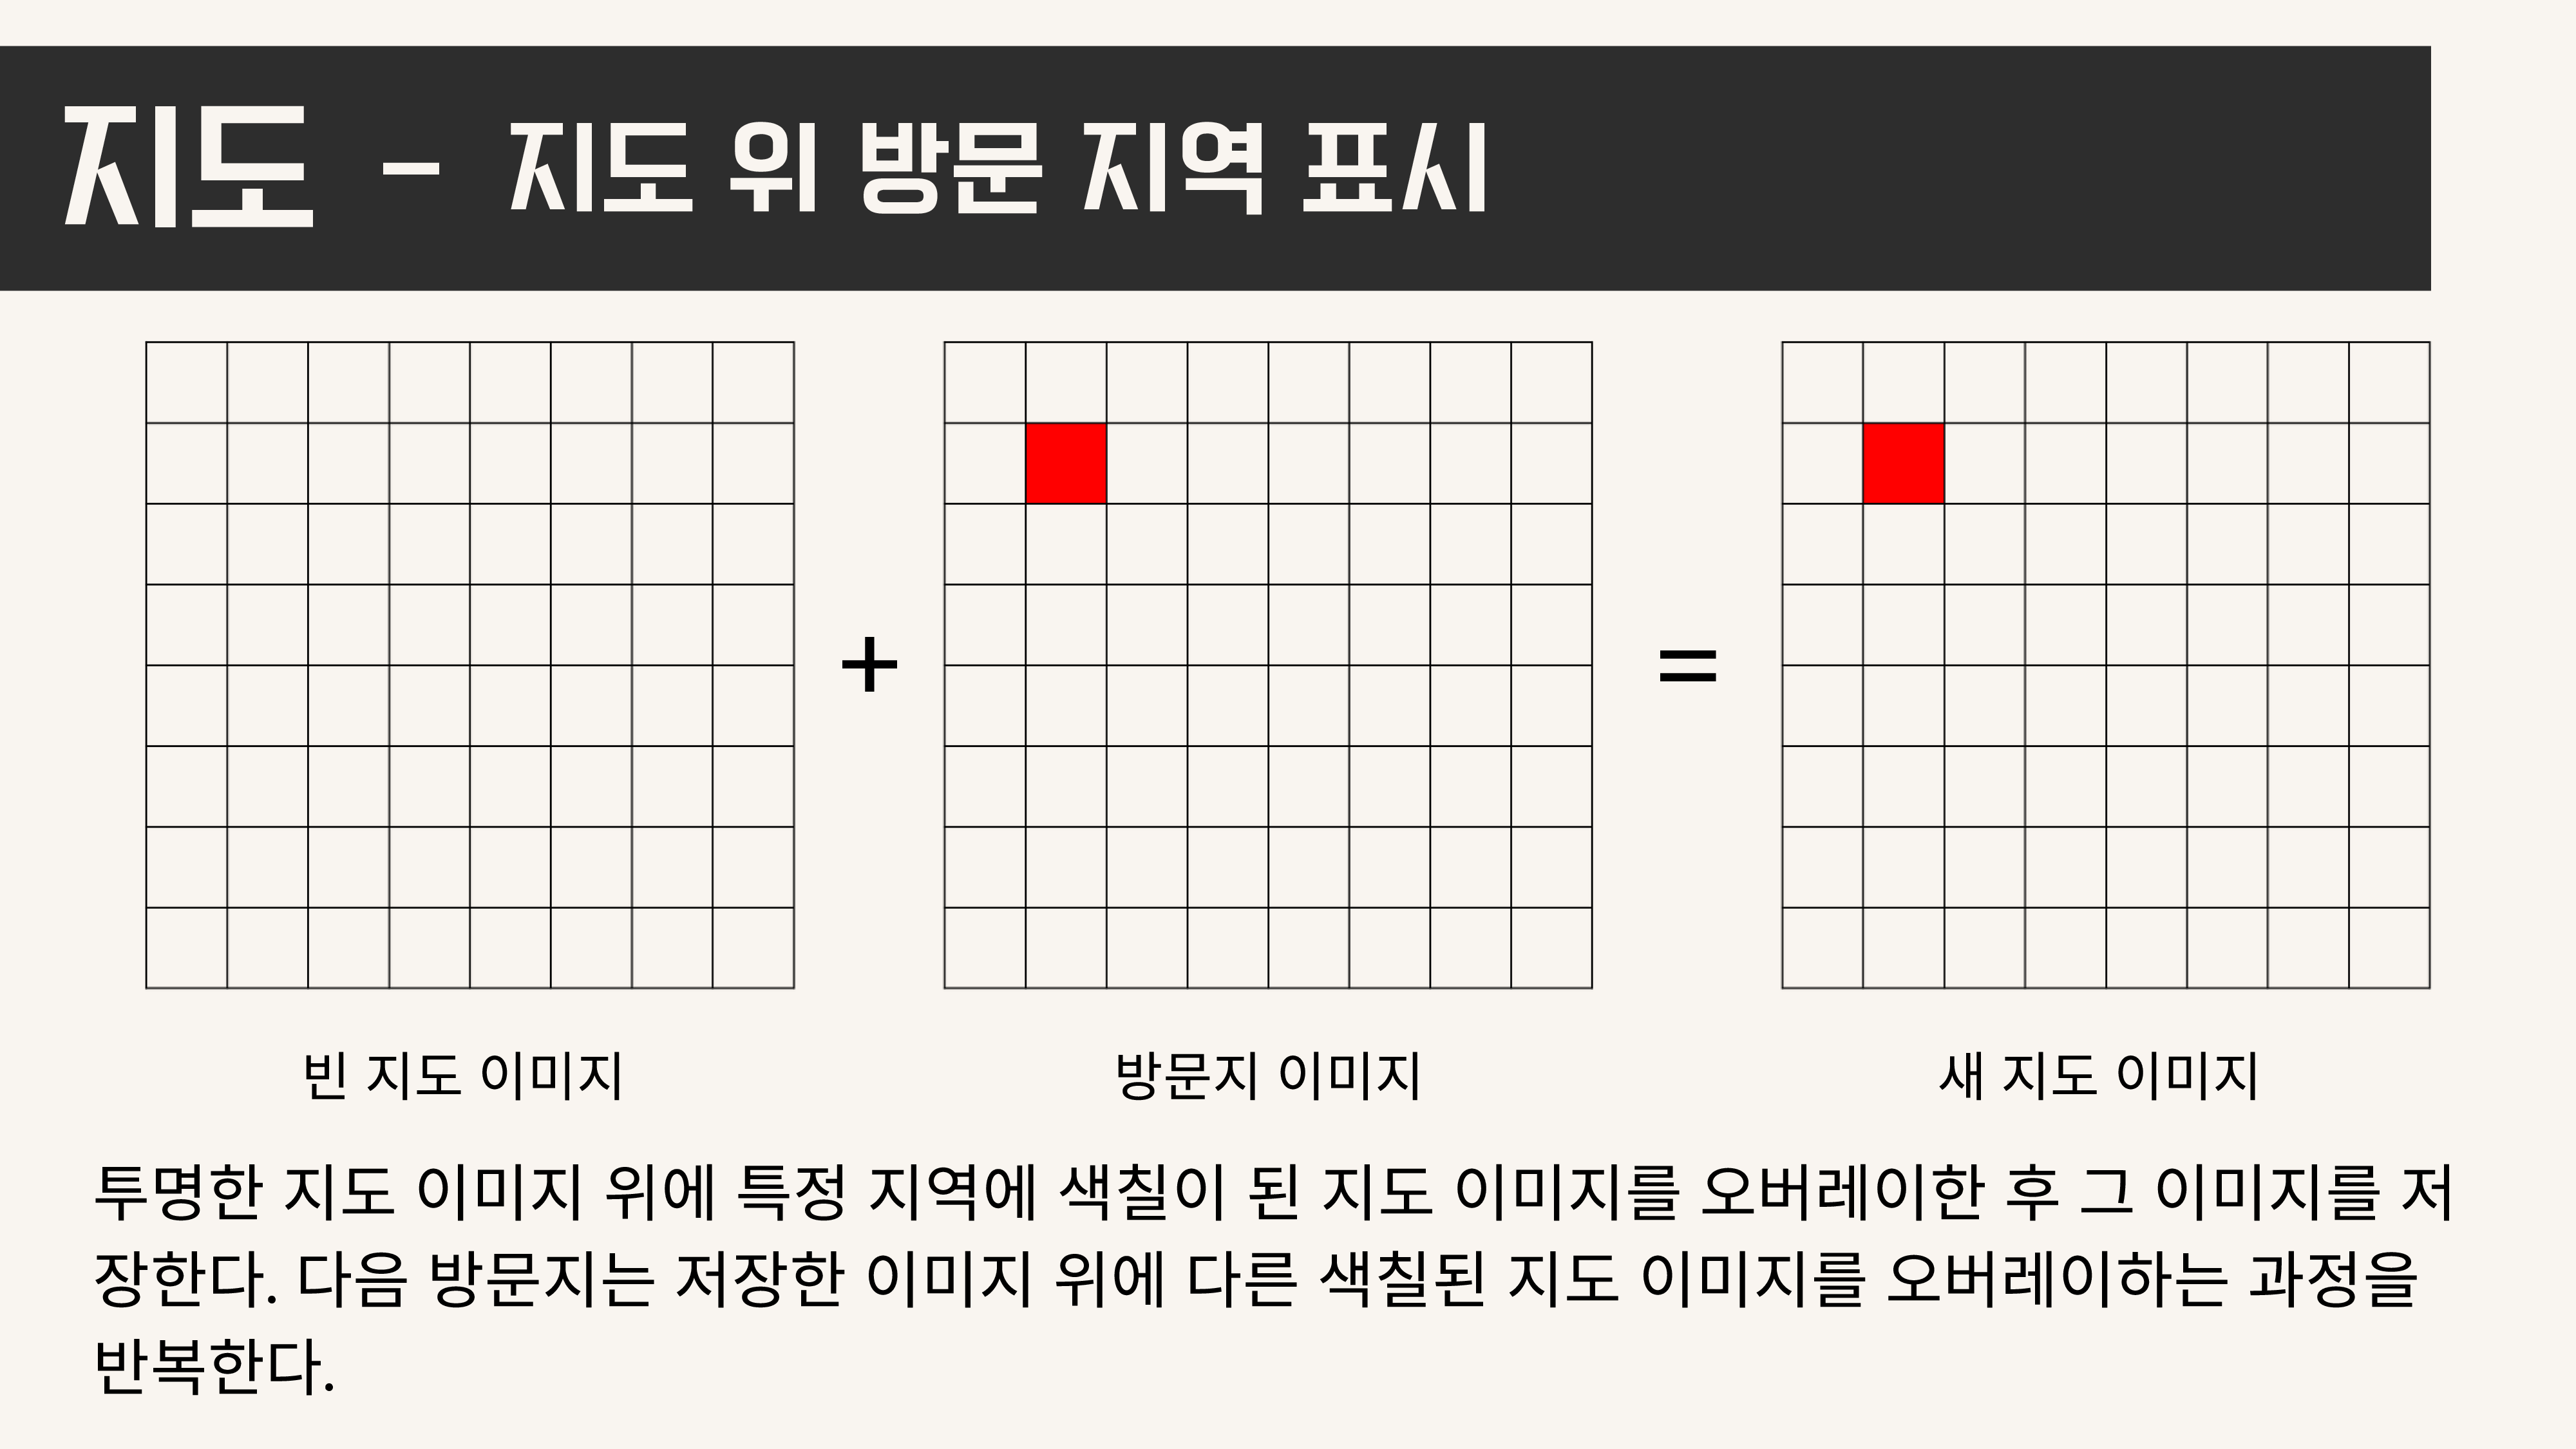 지도 - 지도 위 방문 지역 표시
+
=
빈 지도 이미지
방문지 이미지
새 지도 이미지
투명한 지도 이미지 위에 특정 지역에 색칠이 된 지도 이미지를 오버레이한 후 그 이미지를 저
장한다. 다음 방문지는 저장한 이미지 위에 다른 색칠된 지도 이미지를 오버레이하는 과정을
반복한다.